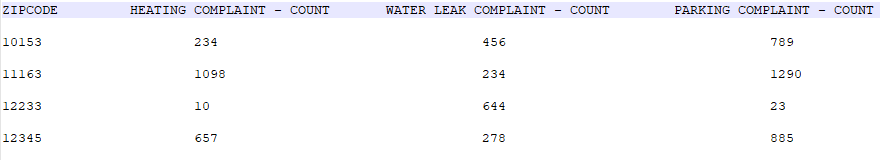 ZIPCODE HEATING COMPLAINT - COUNT WATER LEAK COMPLAINT - COUNT PARKING COMPLAINT - COUNT
10153 234 456 789
11163 1098 234 1290
12233 10 644 23
12345 657 278 885